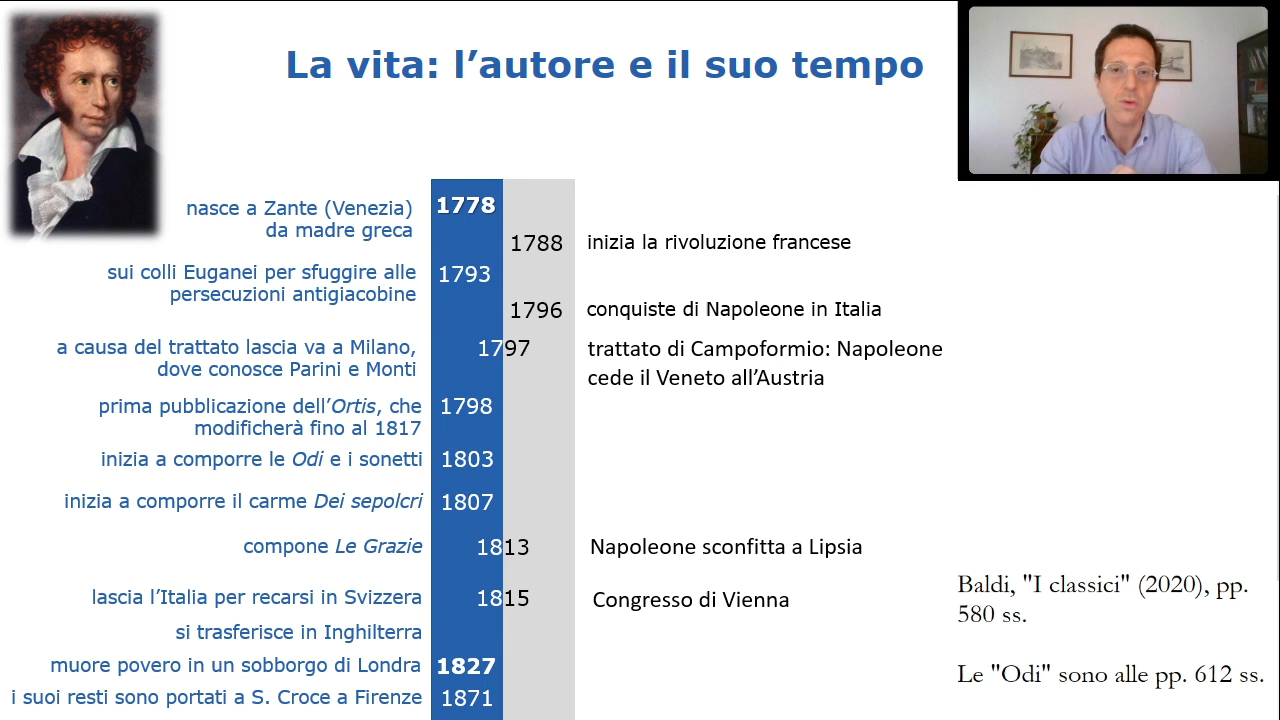 La vita: l’autore e il suo tempo
nasce a Zante (Venezia)
da madre greca
1778
1788 inizia la rivoluzione francese
sui colli Euganei per sfuggire alle
persecuzioni antigiacobine
1793
1796 conquiste di Napoleone in Italia
a causa del trattato lascia va a Milano,
dove conosce Parini e Monti
1797
trattato di Campoformio: Napoleone
cede il Veneto all’Austria
prima pubblicazione dell’Ortis, che
modificherà fino al 1817
1798
inizia a comporre le Odi e i sonetti 1803
inizia a comporre il carme Dei sepolcri 1807
compone Le Grazie 1813 Napoleone sconfitta a Lipsia
lascia l’Italia per recarsi in Svizzera 1815 Congresso di Vienna
si trasferisce in Inghilterra
muore povero in un sobborgo di Londra 1827
i suoi resti sono portati a S. Croce a Firenze 1871
Baldi, "I classici" (2020), pp.
580 ss.
Le "Odi" sono alle pp. 612 ss.